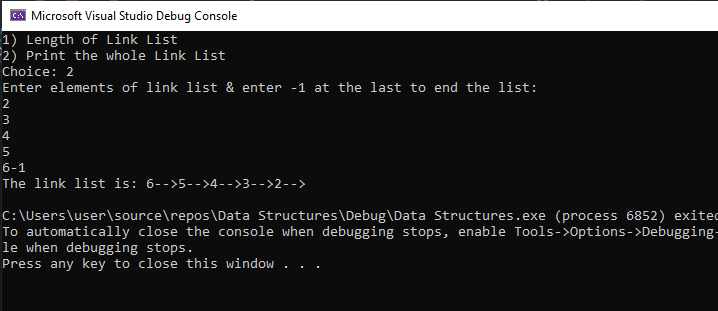 Microsoft Visual Studio Debug Console
1) Length of Link List
2) Print the whole Link List
Choice: 2
Enter elements of link list & enter -1 at the last to end the list:
2
3
4
5
6-1
The link list is: 6-->5-->4-->3-->2-->
C:\Users\user\source\repos\Data Structures\Debug\Data Structures.exe (process 6852) exited
To automatically close the console when debugging stops, enable Tools->Options->Debugging-
le when debugging stops.
Press any key to close this window . . .